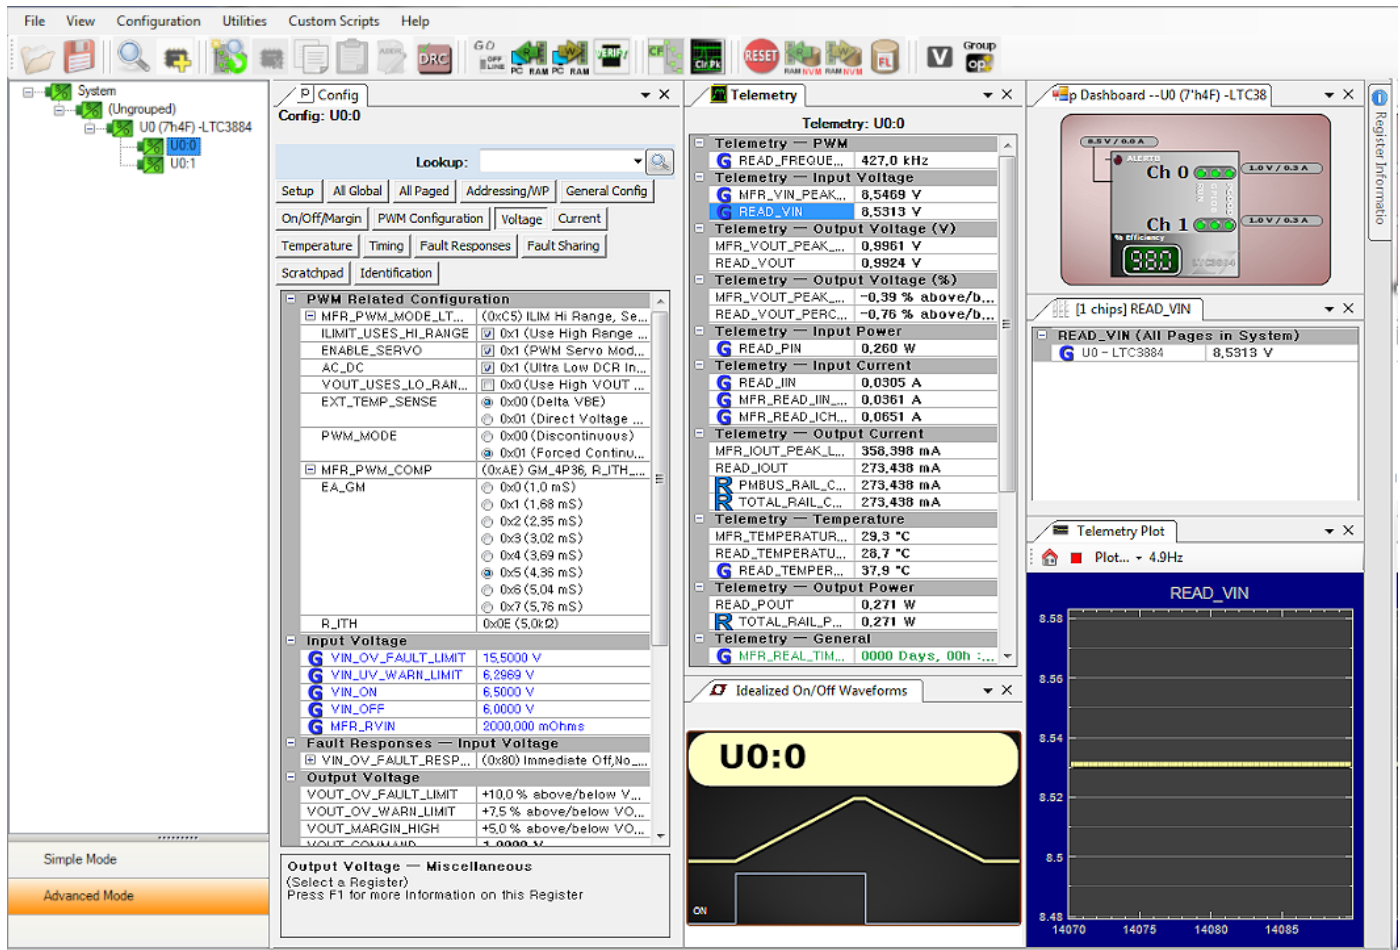 File View Configuration Utilities Custom Scripts Help
GO OFF LINE PC RAM PC RAM VERIFY CF Clr Pk RESET RAM NVM RAM NVM FL V Group op
ADDR DRC
System
(Ungrouped)
U0 (7'h4F) -LTC3884
U0:0
U0:1
Simple Mode
Advanced Mode
Config
Config: U0:0
Lookup:
Setup All Global All Paged Addressing/WP General Config
On/Off/Margin PWM Configuration Voltage Current
Temperature Timing Fault Responses Fault Sharing
Scratchpad Identification
PWM Related Configuration
MFR_PWM_MODE_LT... (0xC5) ILIM Hi Range, Se...
ILIMIT_USES_HI_RANGE 0x1 (Use High Range ...
ENABLE_SERVO 0x1 (PWM Servo Mod...
AC_DC 0x1 (Ultra Low DCR In...
VOUT_USES_LO_RAN... 0x0 (Use High VOUT ...
EXT_TEMP_SENSE 0x00 (Delta VBE)
0x01 (Direct Voltage ...
PWM_MODE 0x00 (Discontinuous)
0x01 (Forced Continu...
MFR_PWM_COMP (0xAE) GM_4P36, R_ITH_...
EA_GM 0x0 (1,0 mS)
0x1 (1,68 mS)
0x2 (2,35 mS)
0x3 (3,02 mS)
0x4 (3,69 mS)
0x5 (4,36 mS)
0x6 (5,04 mS)
0x7 (5,76 mS)
R_ITH 0x0E (5,0kΩ)
Input Voltage
G VIN_OV_FAULT_LIMIT 15,5000 V
G VIN_UV_WARN_LIMIT 6,2969 V
G VIN_ON 6,5000 V
G VIN_OFF 6,0000 V
G MFR_RVIN 2000,000 mOhms
Fault Responses — Input Voltage
VIN_OV_FAULT_RESP... (0x80) Immediate Off,No_...
Output Voltage
VOUT_OV_FAULT_LIMIT +10,0 % above/below V...
VOUT_OV_WARN_LIMIT +7,5 % above/below VO...
VOUT_MARGIN_HIGH +5,0 % above/below VO...
VOUT_COMMAND 1,0000 V
Output Voltage — Miscellaneous
(Select a Register)
Press F1 for more Information on this Register
Telemetry
Telemetry: U0:0
Telemetry — PWM
G READ_FREQUE... 427,0 kHz
Telemetry — Input Voltage
G MFR_VIN_PEAK... 8,5469 V
G READ_VIN 8,5313 V
Telemetry — Output Voltage (V)
MFR_VOUT_PEAK_... 0,9961 V
READ_VOUT 0,9924 V
Telemetry — Output Voltage (%)
MFR_VOUT_PEAK_... -0,39 % above/b...
READ_VOUT_PERC... -0,76 % above/b...
Telemetry — Input Power
G READ_PIN 0,260 W
Telemetry — Input Current
G READ_IIN 0,0305 A
G MFR_READ_IIN_... 0,0361 A
G MFR_READ_ICH... 0,0651 A
Telemetry — Output Current
MFR_IOUT_PEAK_L... 358,398 mA
READ_IOUT 273,438 mA
R PMBUS_RAIL_C... 273,438 mA
R TOTAL_RAIL_C... 273,438 mA
Telemetry — Temperature
MFR_TEMPERATUR... 29,3 °C
READ_TEMPERATU... 28,7 °C
G READ_TEMPER... 37,9 °C
Telemetry — Output Power
READ_POUT 0,271 W
R TOTAL_RAIL_P... 0,271 W
Telemetry — General
G MFR_REAL_TIM... 0000 Days, 00h :...
Idealized On/Off Waveforms
U0:0
ON
p Dashboard --U0 (7'h4F) -LTC38
8.5 V / 0.0 A
ALERTB
Ch 0 1.0 V / 0.3 A
RUN GPIOB PGOOD
Ch 1 1.0 V / 0.3 A
% Efficiency
LTC3884
[1 chips] READ_VIN
READ_VIN (All Pages in System)
G U0 - LTC3884 8,5313 V
Telemetry Plot
Plot... 4.9Hz
READ_VIN
8.58
8.56
8.54
8.52
8.5
8.48
14070 14075 14080 14085
Register Informatio